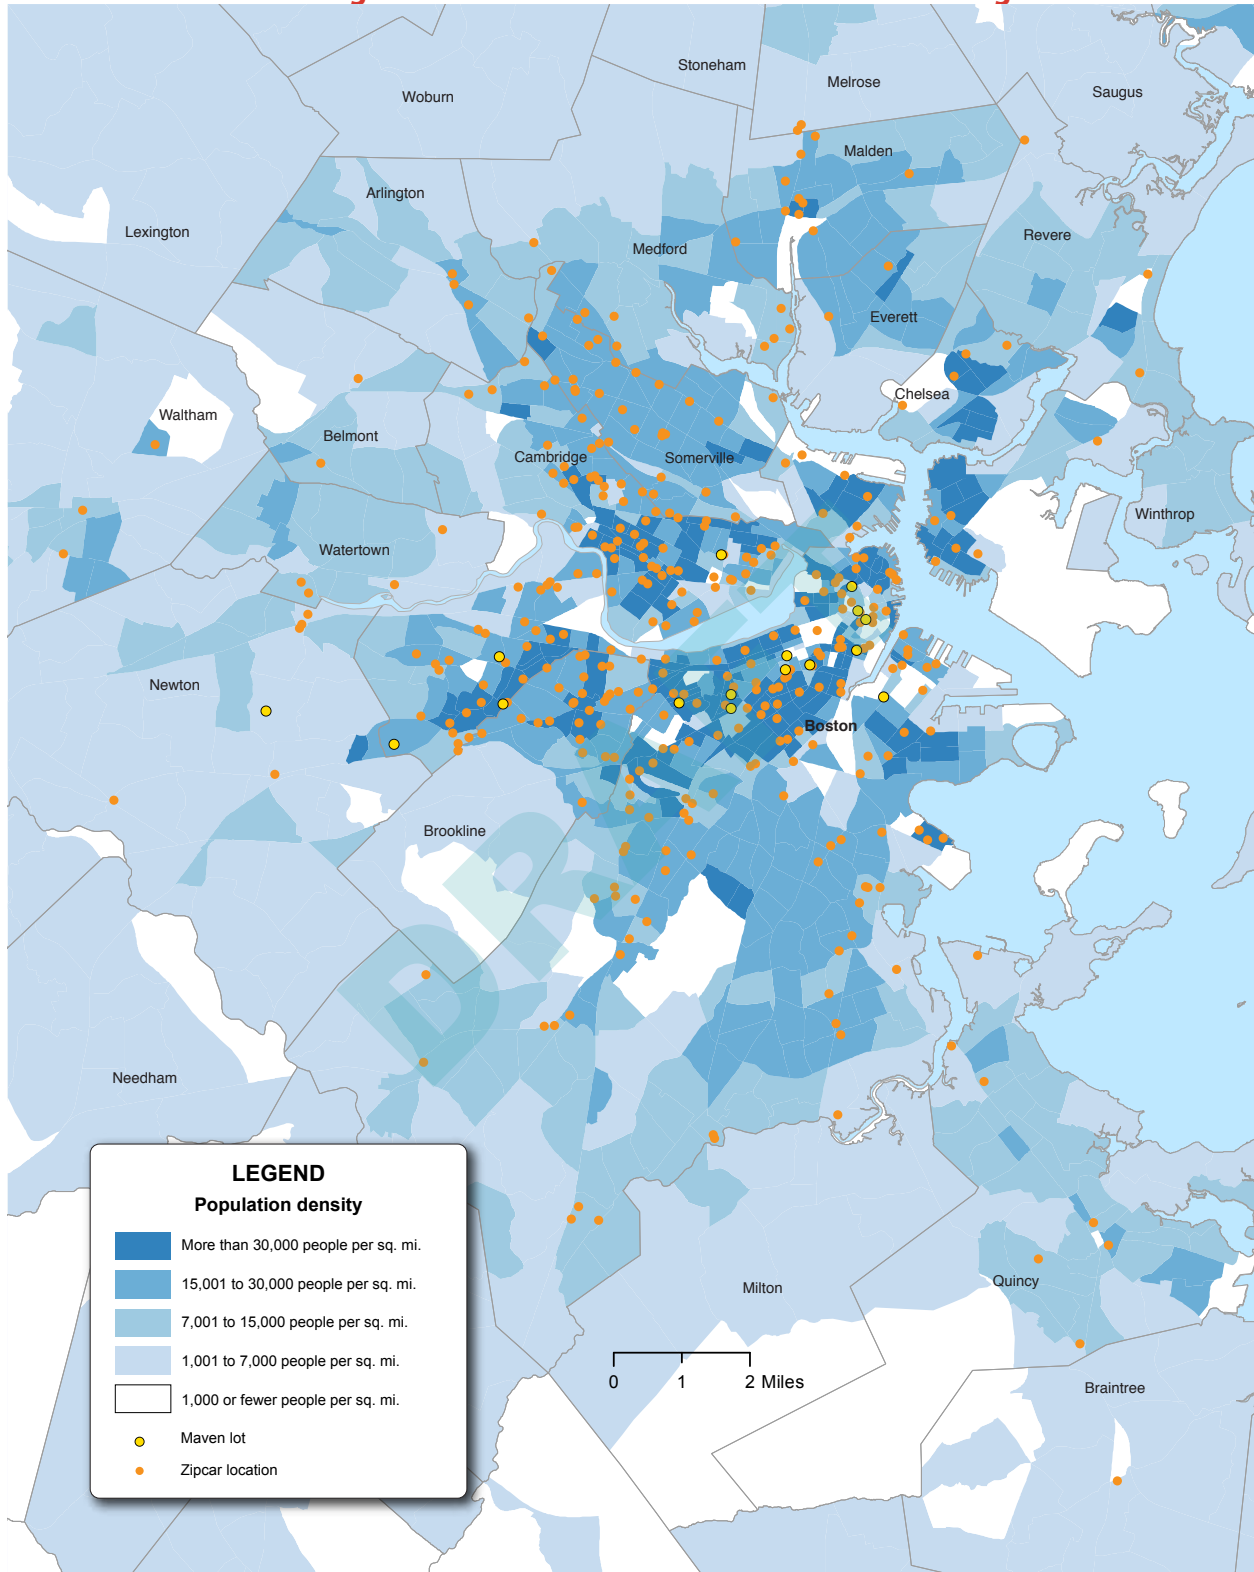 Stoneham
Melrose
Saugus
Woburn
Malden
Arlington
Lexington
Medford
Revere
Everett
Chelsea
Waltham
Belmont
Cambridge
Somerville
Winthrop
Watertown
Newton
Boston
Brookline
Needham
LEGEND
Population density
More than 30,000 people per sq. mi.
15,001 to 30,000 people per sq. mi.
7,001 to 15,000 people per sq. mi.
1,001 to 7,000 people per sq. mi.
1,000 or fewer people per sq. mi.
Maven lot
Zipcar location
Milton
Quincy
0 1 2 Miles
Braintree